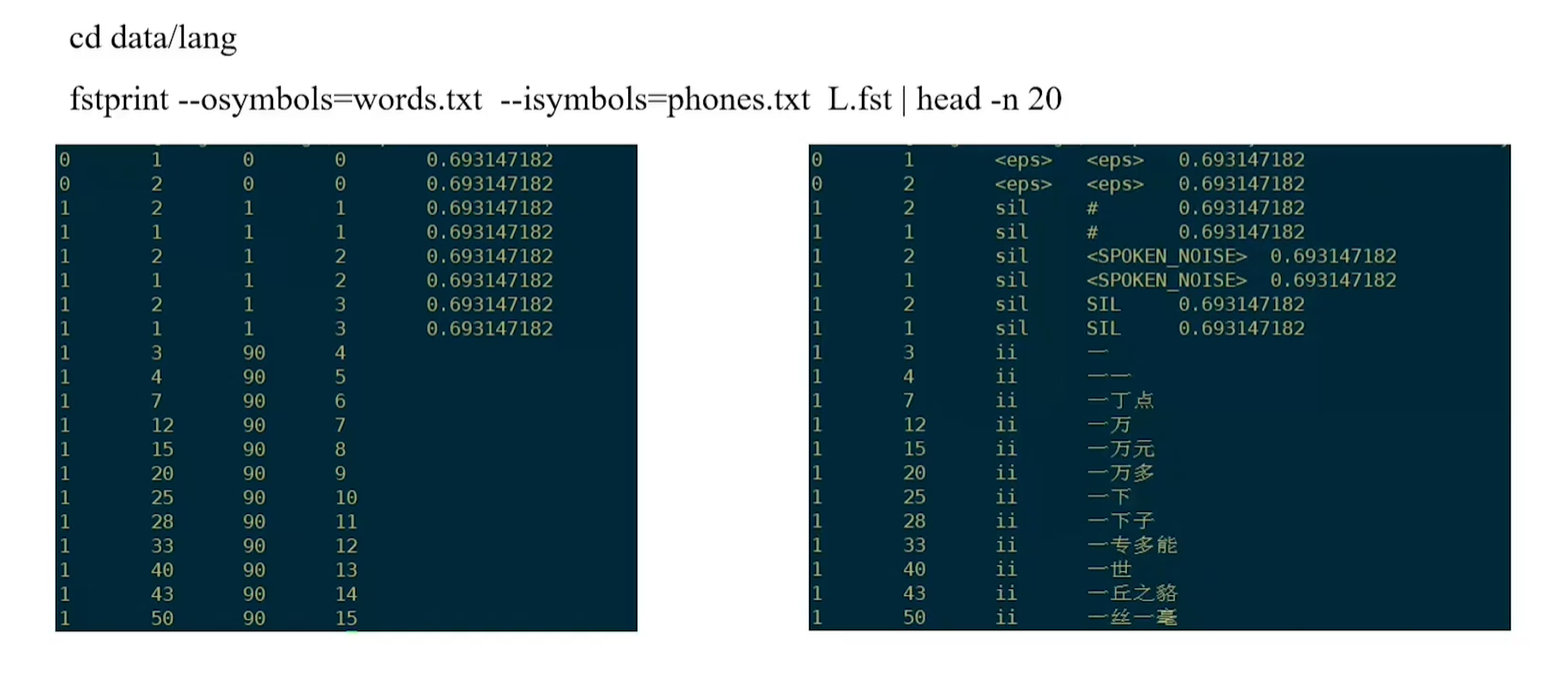 cd data/lang
fstprint --osymbols=words.txt --isymbols=phones.txt L.fst | head -n 20
0 1 0 0 0.693147182
0 2 0 0 0.693147182
1 2 1 1 0.693147182
1 1 1 1 0.693147182
1 2 1 2 0.693147182
1 1 1 2 0.693147182
1 2 1 3 0.693147182
1 1 1 3 0.693147182
1 3 90 4
1 4 90 5
1 7 90 6
1 12 90 7
1 15 90 8
1 20 90 9
1 25 90 10
1 28 90 11
1 33 90 12
1 40 90 13
1 43 90 14
1 50 90 15
0 1 <eps> <eps> 0.693147182
0 2 <eps> <eps> 0.693147182
1 2 sil # 0.693147182
1 1 sil # 0.693147182
1 2 sil <SPOKEN_NOISE> 0.693147182
1 1 sil <SPOKEN_NOISE> 0.693147182
1 2 sil SIL 0.693147182
1 1 sil SIL 0.693147182
1 3 ii 一
1 4 ii 一一
1 7 ii 一丁点
1 12 ii 一万
1 15 ii 一万元
1 20 ii 一万多
1 25 ii 一下
1 28 ii 一下子
1 33 ii 一专多能
1 40 ii 一世
1 43 ii 一丘之貉
1 50 ii 一丝一毫